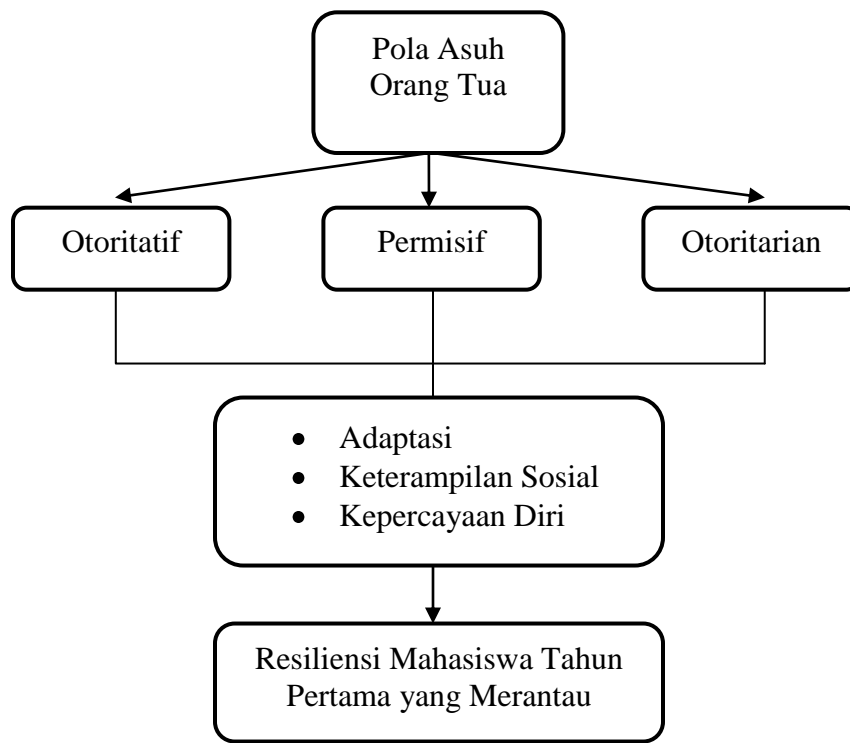 Pola Asuh
Orang Tua
Otoritatif
Permisif
Otoritarian
• Adaptasi
• Keterampilan Sosial
• Kepercayaan Diri
Resiliensi Mahasiswa Tahun
Pertama yang Merantau